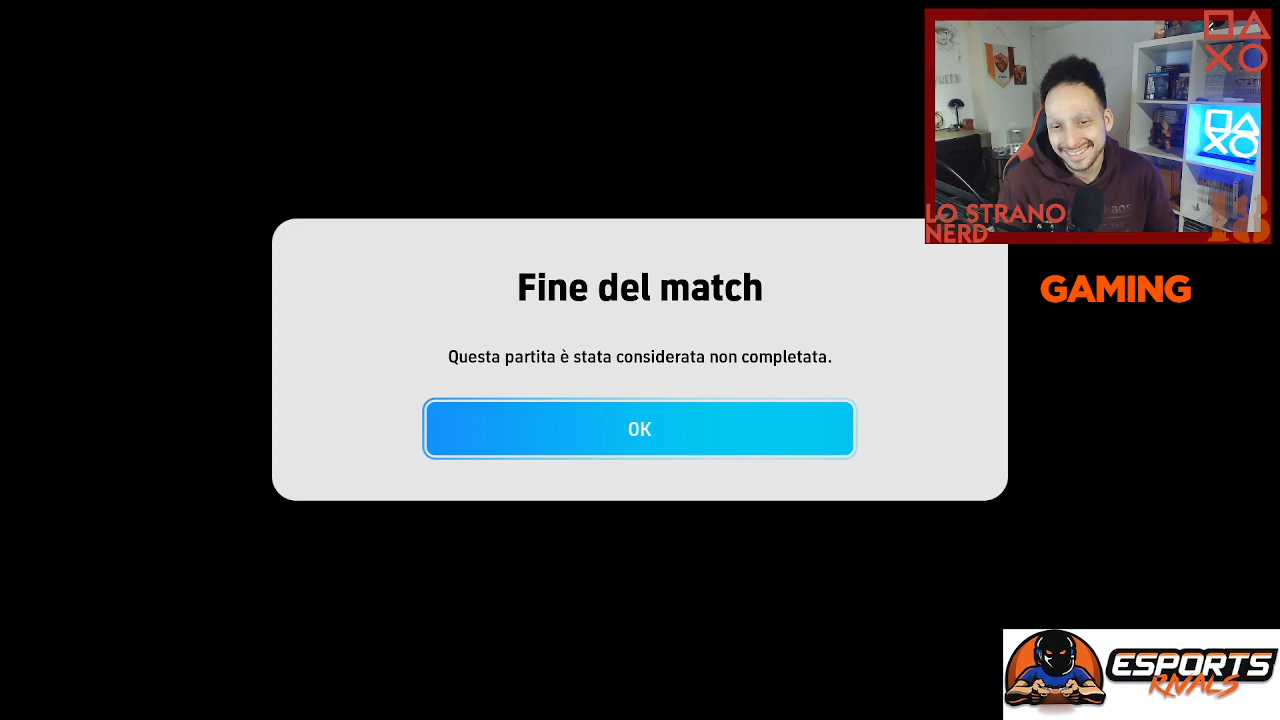 LO STRANO
NERD
GAMING
Fine del match
Questa partita è stata considerata non completata.
OK
ESPORTS
RIVALS